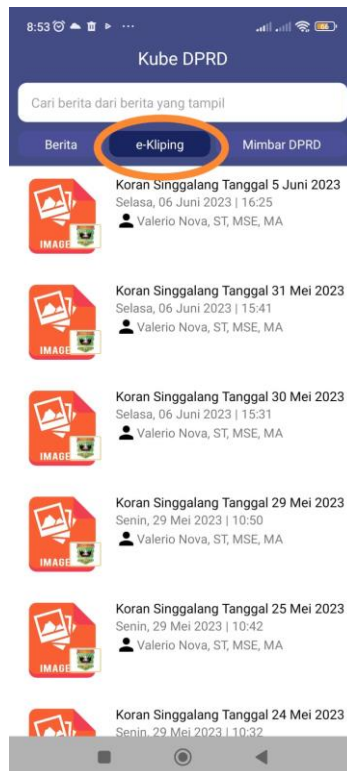 8:53
Kube DPRD
Cari berita dari berita yang tampil
Berita e-Kliping Mimbar DPRD
Koran Singgalang Tanggal 5 Juni 2023
Selasa, 06 Juni 2023 | 16:25
Valerio Nova, ST, MSE, MA
IMAGE
Koran Singgalang Tanggal 31 Mei 2023
Selasa, 06 Juni 2023 | 15:41
Valerio Nova, ST, MSE, MA
IMAGE
Koran Singgalang Tanggal 30 Mei 2023
Selasa, 06 Juni 2023 | 15:31
Valerio Nova, ST, MSE, MA
IMAGE
Koran Singgalang Tanggal 29 Mei 2023
Senin, 29 Mei 2023 | 10:50
Valerio Nova, ST, MSE, MA
IMAGE
Koran Singgalang Tanggal 25 Mei 2023
Senin, 29 Mei 2023 | 10:42
Valerio Nova, ST, MSE, MA
IMAGE
Koran Singgalang Tanggal 24 Mei 2023
Senin, 29 Mei 2023 | 10:32